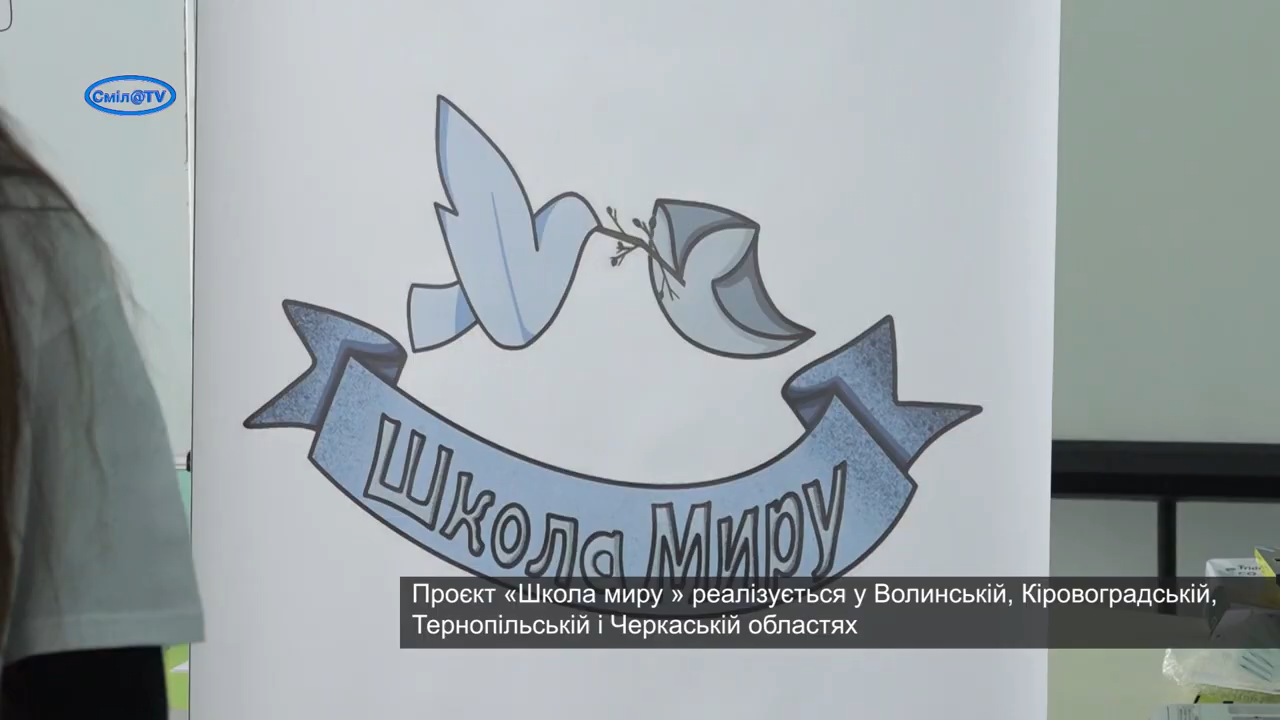 Сміл@TV
Школа Миру
Проєкт «Школа миру » реалізується у Волинській, Кіровоградській,
Тернопільській і Черкаській областях